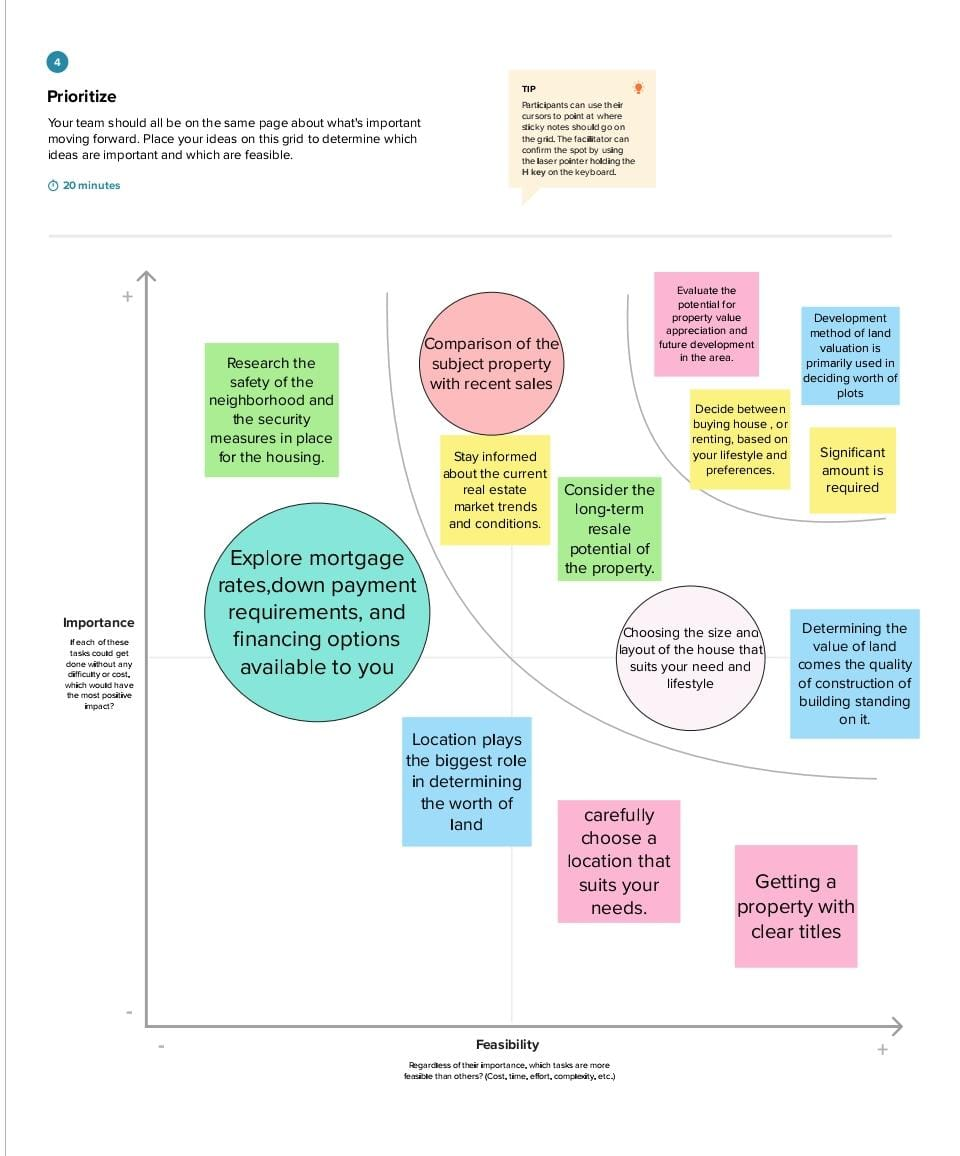 4
Prioritize
Your team should all be on the same page about what's important
moving forward. Place your ideas on this grid to determine which
ideas are important and which are feasible.
20 minutes
TIP
Participants can use their
cursors to point at where
sticky notes should go on
the grid. The facilitator can
confirm the spot by using
the laser pointer holding the
H key on the keyboard.
+
Research the
safety of the
neighborhood and
the security
measures in place
for the housing.
Comparison of the
subject property
with recent sales
Evaluate the
potential for
property value
appreciation and
future development
in the area.
Development
method of land
valuation is
primarily used in
deciding worth of
plots
Decide between
buying house , or
renting, based on
your lifestyle and
preferences.
Significant
amount is
required
Stay informed
about the current
real estate
market trends
and conditions.
Consider the
long-term
resale
potential of
the property.
Explore mortgage
rates,down payment
requirements, and
financing options
available to you
Choosing the size and
layout of the house that
suits your need and
lifestyle
Determining the
value of land
comes the quality
of construction of
building standing
on it.
Importance
If each of these
tasks could get
done without any
difficulty or cost,
which would have
the most positive
impact?
Location plays
the biggest role
in determining
the worth of
land
carefully
choose a
location that
suits your
needs.
Getting a
property with
clear titles
-
-
Feasibility
+
Regardless of their importance, which tasks are more
feasible than others? (Cost, time, effort, complexity, etc.)